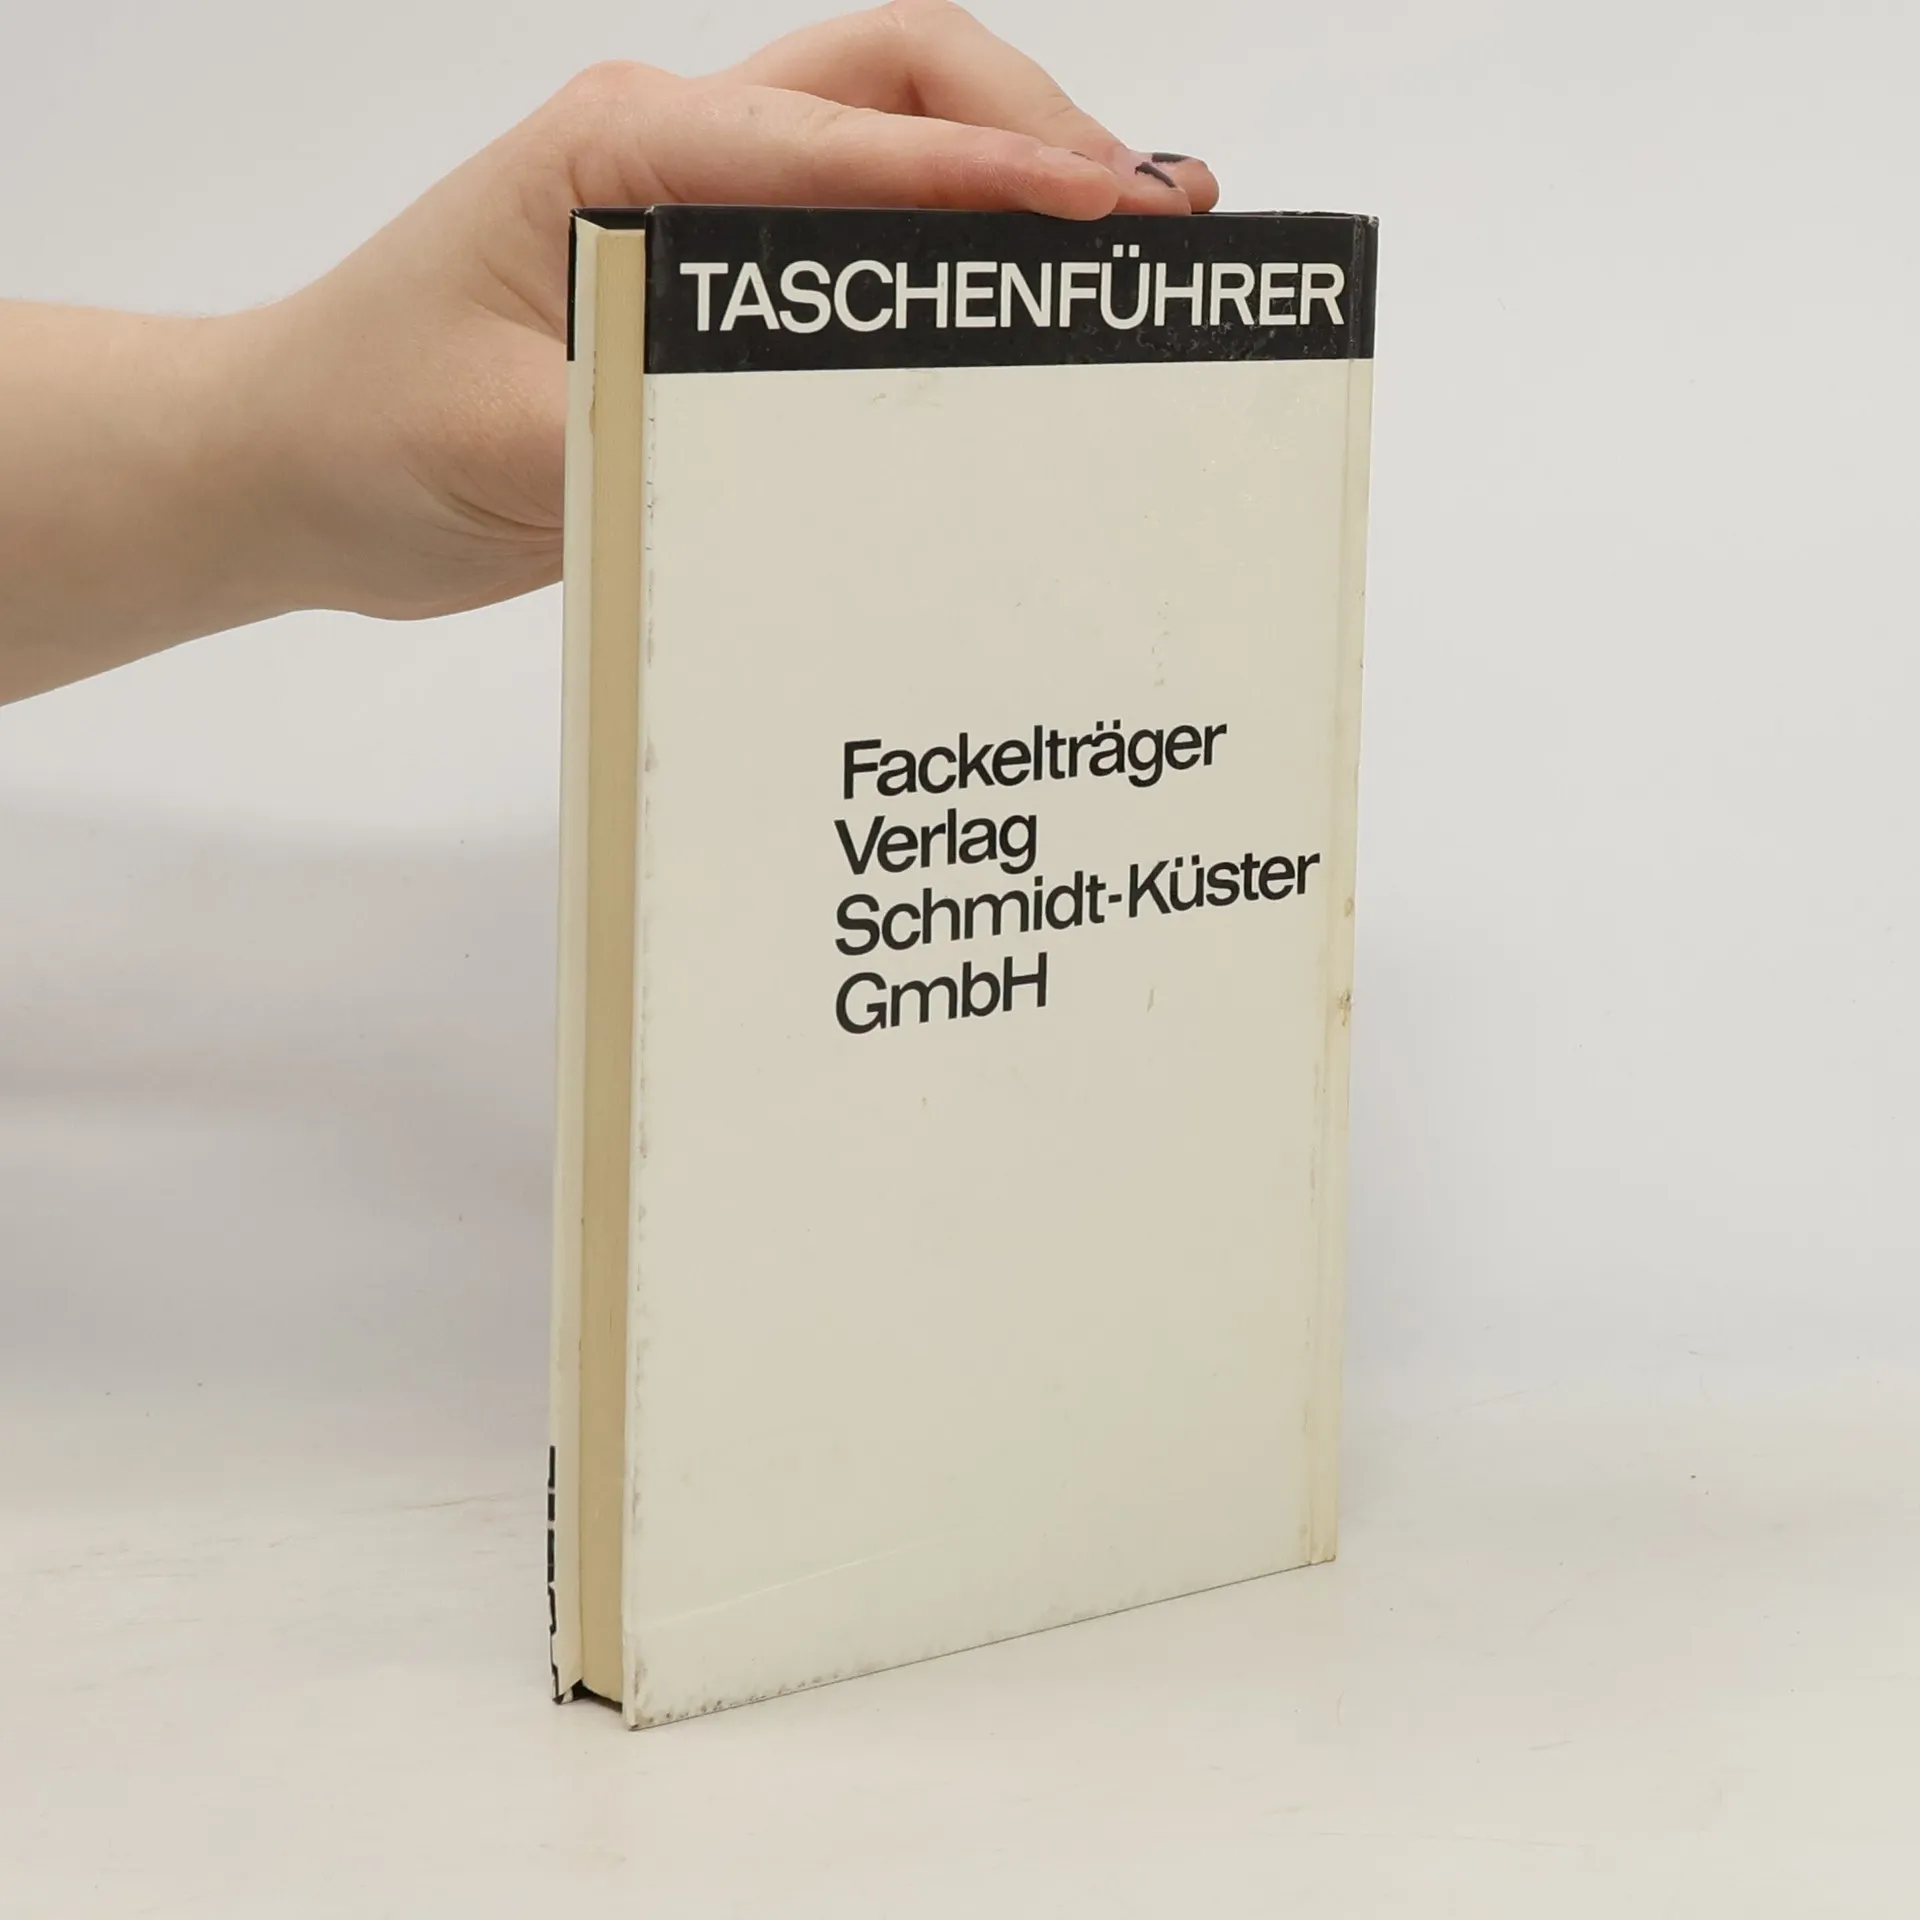 TASCHENFÜHRER
Fackelträger
Verlag
Schmidt-Küster
GmbH